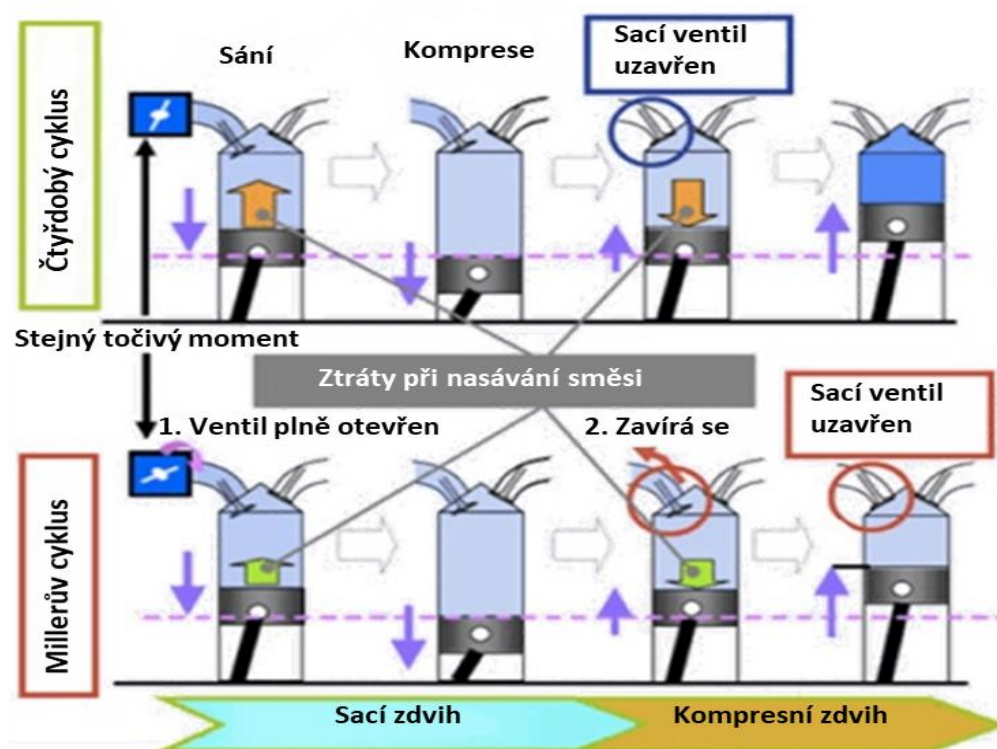 Sání
Komprese
Sací ventil
uzavřen
Čtyřdobý cyklus
Stejný točivý moment
Ztráty při nasávání směsi
1. Ventil plně otevřen
2. Zavírá se
Sací ventil
uzavřen
Millerův cyklus
Sací zdvih
Kompresní zdvih